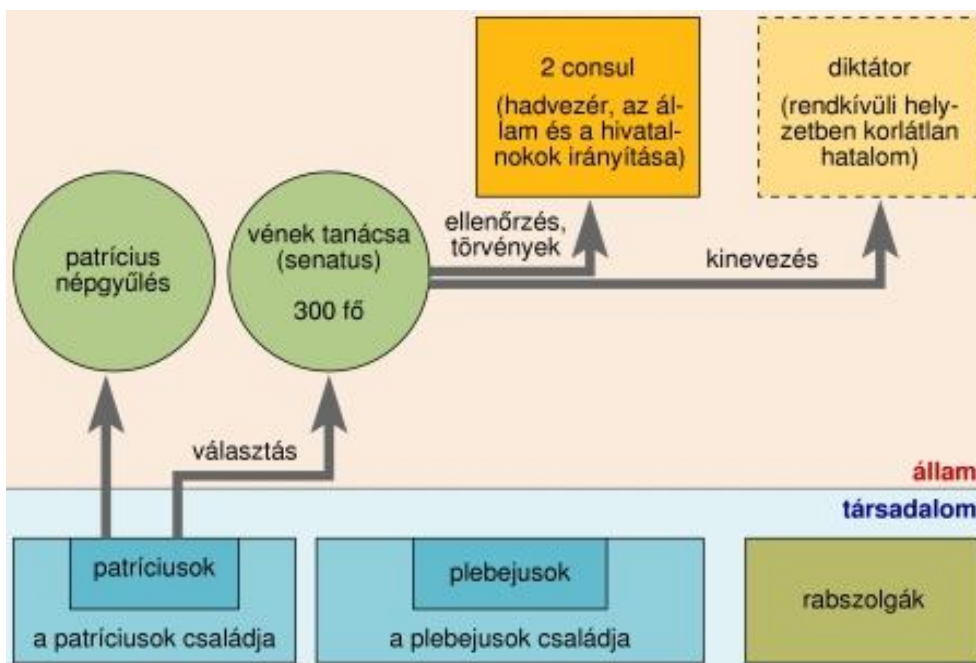 2 consul
(hadvezér, az ál-
lam és a hivatal-
nokok irányítása)
diktátor
(rendkívüli hely-
zetben korlátlan
hatalom)
patrícius
népgyűlés
vének tanácsa
(senatus)
300 fő
ellenőrzés,
törvények
kinevezés
választás
állam
társadalom
patríciusok
a patríciusok családja
plebejusok
a plebejusok családja
rabszolgák